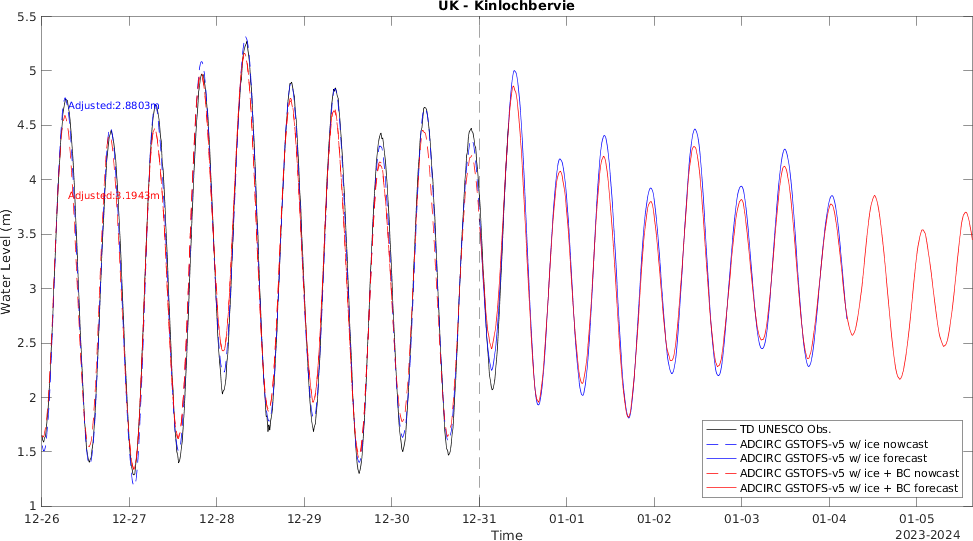 UK - Kinlochbervie
5.5
5
4.5
4
3.5
3
2.5
2
1.5
1
Water Level (m)
Adjusted:2.8803m
Adjusted:3.1943m
TD UNESCO Obs.
ADCIRC GSTOFS-v5 w/ ice nowcast
ADCIRC GSTOFS-v5 w/ ice forecast
ADCIRC GSTOFS-v5 w/ ice + BC nowcast
ADCIRC GSTOFS-v5 w/ ice + BC forecast
12-26 12-27 12-28 12-29 12-30 12-31 01-01 01-02 01-03 01-04 01-05
Time
2023-2024